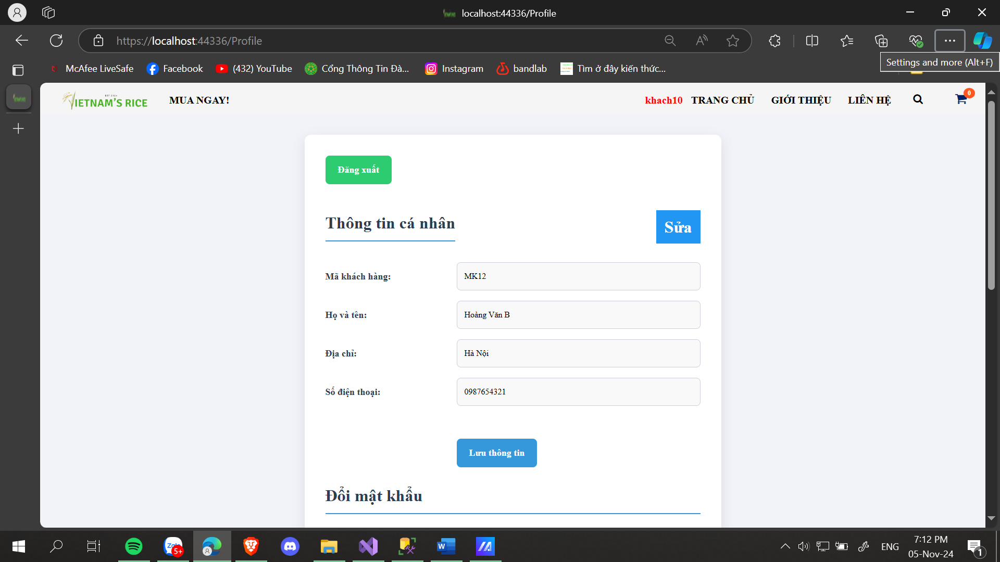 localhost:44336/Profile
https://localhost:44336/Profile
Settings and more (Alt+F)
McAfee LiveSafe
Facebook
(432) YouTube
Cổng Thông Tin Đà...
Instagram
bandlab
Tìm ở đây kiến thức...
EST 2024
VIETNAM'S RICE
MUA NGAY!
khach10
TRANG CHỦ
GIỚI THIỆU
LIÊN HỆ
0
Đăng xuất
Thông tin cá nhân
Sửa
Mã khách hàng:
MK12
Họ và tên:
Hoàng Văn B
Địa chỉ:
Hà Nội
Số điện thoại:
0987654321
Lưu thông tin
Đổi mật khẩu
Zalo
5+
W
ENG
7:12 PM
05-Nov-24
1